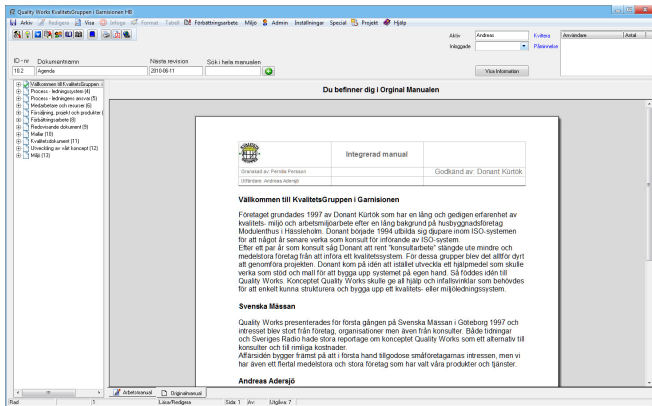 Quality Works KvalitetsGruppen i Garnisionen HB
Arkiv Redigera Visa Infoga Format Tabell Förbättringsarbete Miljö Admin Inställningar Special Projekt Hjälp
Aktiv Andreas Kvittera Användare Antal
Inloggade Påminnelse
ID - nr Dokumentnamn Nästa revision Sök i hela manualen
10.2 Agenda 2010-06-11 Visa Information
Du befinner dig i Orginal Manualen
Välkommen till KvalitetsGruppen i
Process - ledningssystem (4)
Process - ledningens ansvar (5)
Medarbetare och resurser (6)
Försäljning, projekt och produkter (
Förbättringsarbete (8)
Redovisande dokument (9)
Mallar (10)
Kvalitetsdokument (11)
Utveckling av vårt koncept (12)
Miljö (13)
Integrerad manual
Granskad av: Pernilla Persson Godkänd av Donant Kürtök
Utfärdare: Andreas Adersjö
Välkommen till KvalitetsGruppen i Garnisionen
Företaget grundades 1997 av Donant Kürtök som har en lång och gedigen erfarenhet av
kvalitets- miljö och arbetsmiljöarbete efter en lång bakgrund på husbyggnadsföretag
Modulenthus i Hässleholm. Donant började 1994 utbilda sig djupare inom ISO-systemen
för att något år senare verka som konsult för införande av ISO-system.
Efter ett par år som konsult såg Donant att rent "konsultarbete" stängde ute mindre och
medelstora företag från att införa ett kvalitetssystem. För dessa grupper blev det alltför dyrt
att genomföra projekten. Donant kom på idén att istället utveckla ett hjälpmedel som skulle
verka som stöd och mall för att bygga upp systemet på egen hand. Så föddes idén till
Quality Works. Konceptet Quality Works skulle ge all hjälp och infallsvinklar som behövdes
för att enkelt kunna strukturera och bygga upp ett kvalitets- eller miljöledningssystem.
Svenska Mässan
Quality Works presenterades för första gången på Svenska Mässan i Göteborg 1997 och
intresset blev stort från företag, organisationer men även från konsulter. Både tidningar
och Sveriges Radio hade stora reportage om konceptet Quality Works som ett alternativ till
konsulter och till rimliga kostnader.
Affärsidén bygger främst på att i första hand tillgodose småföretagarnas intressen, men vi
har även ett flertal medelstora och stora företag som har valt våra produkter och tjänster.
Andreas Adersjö
Arbetsmanual Originalmanual
Rad 1 Läsa/Redigera Sida: 1 Av: Utgåva: 7